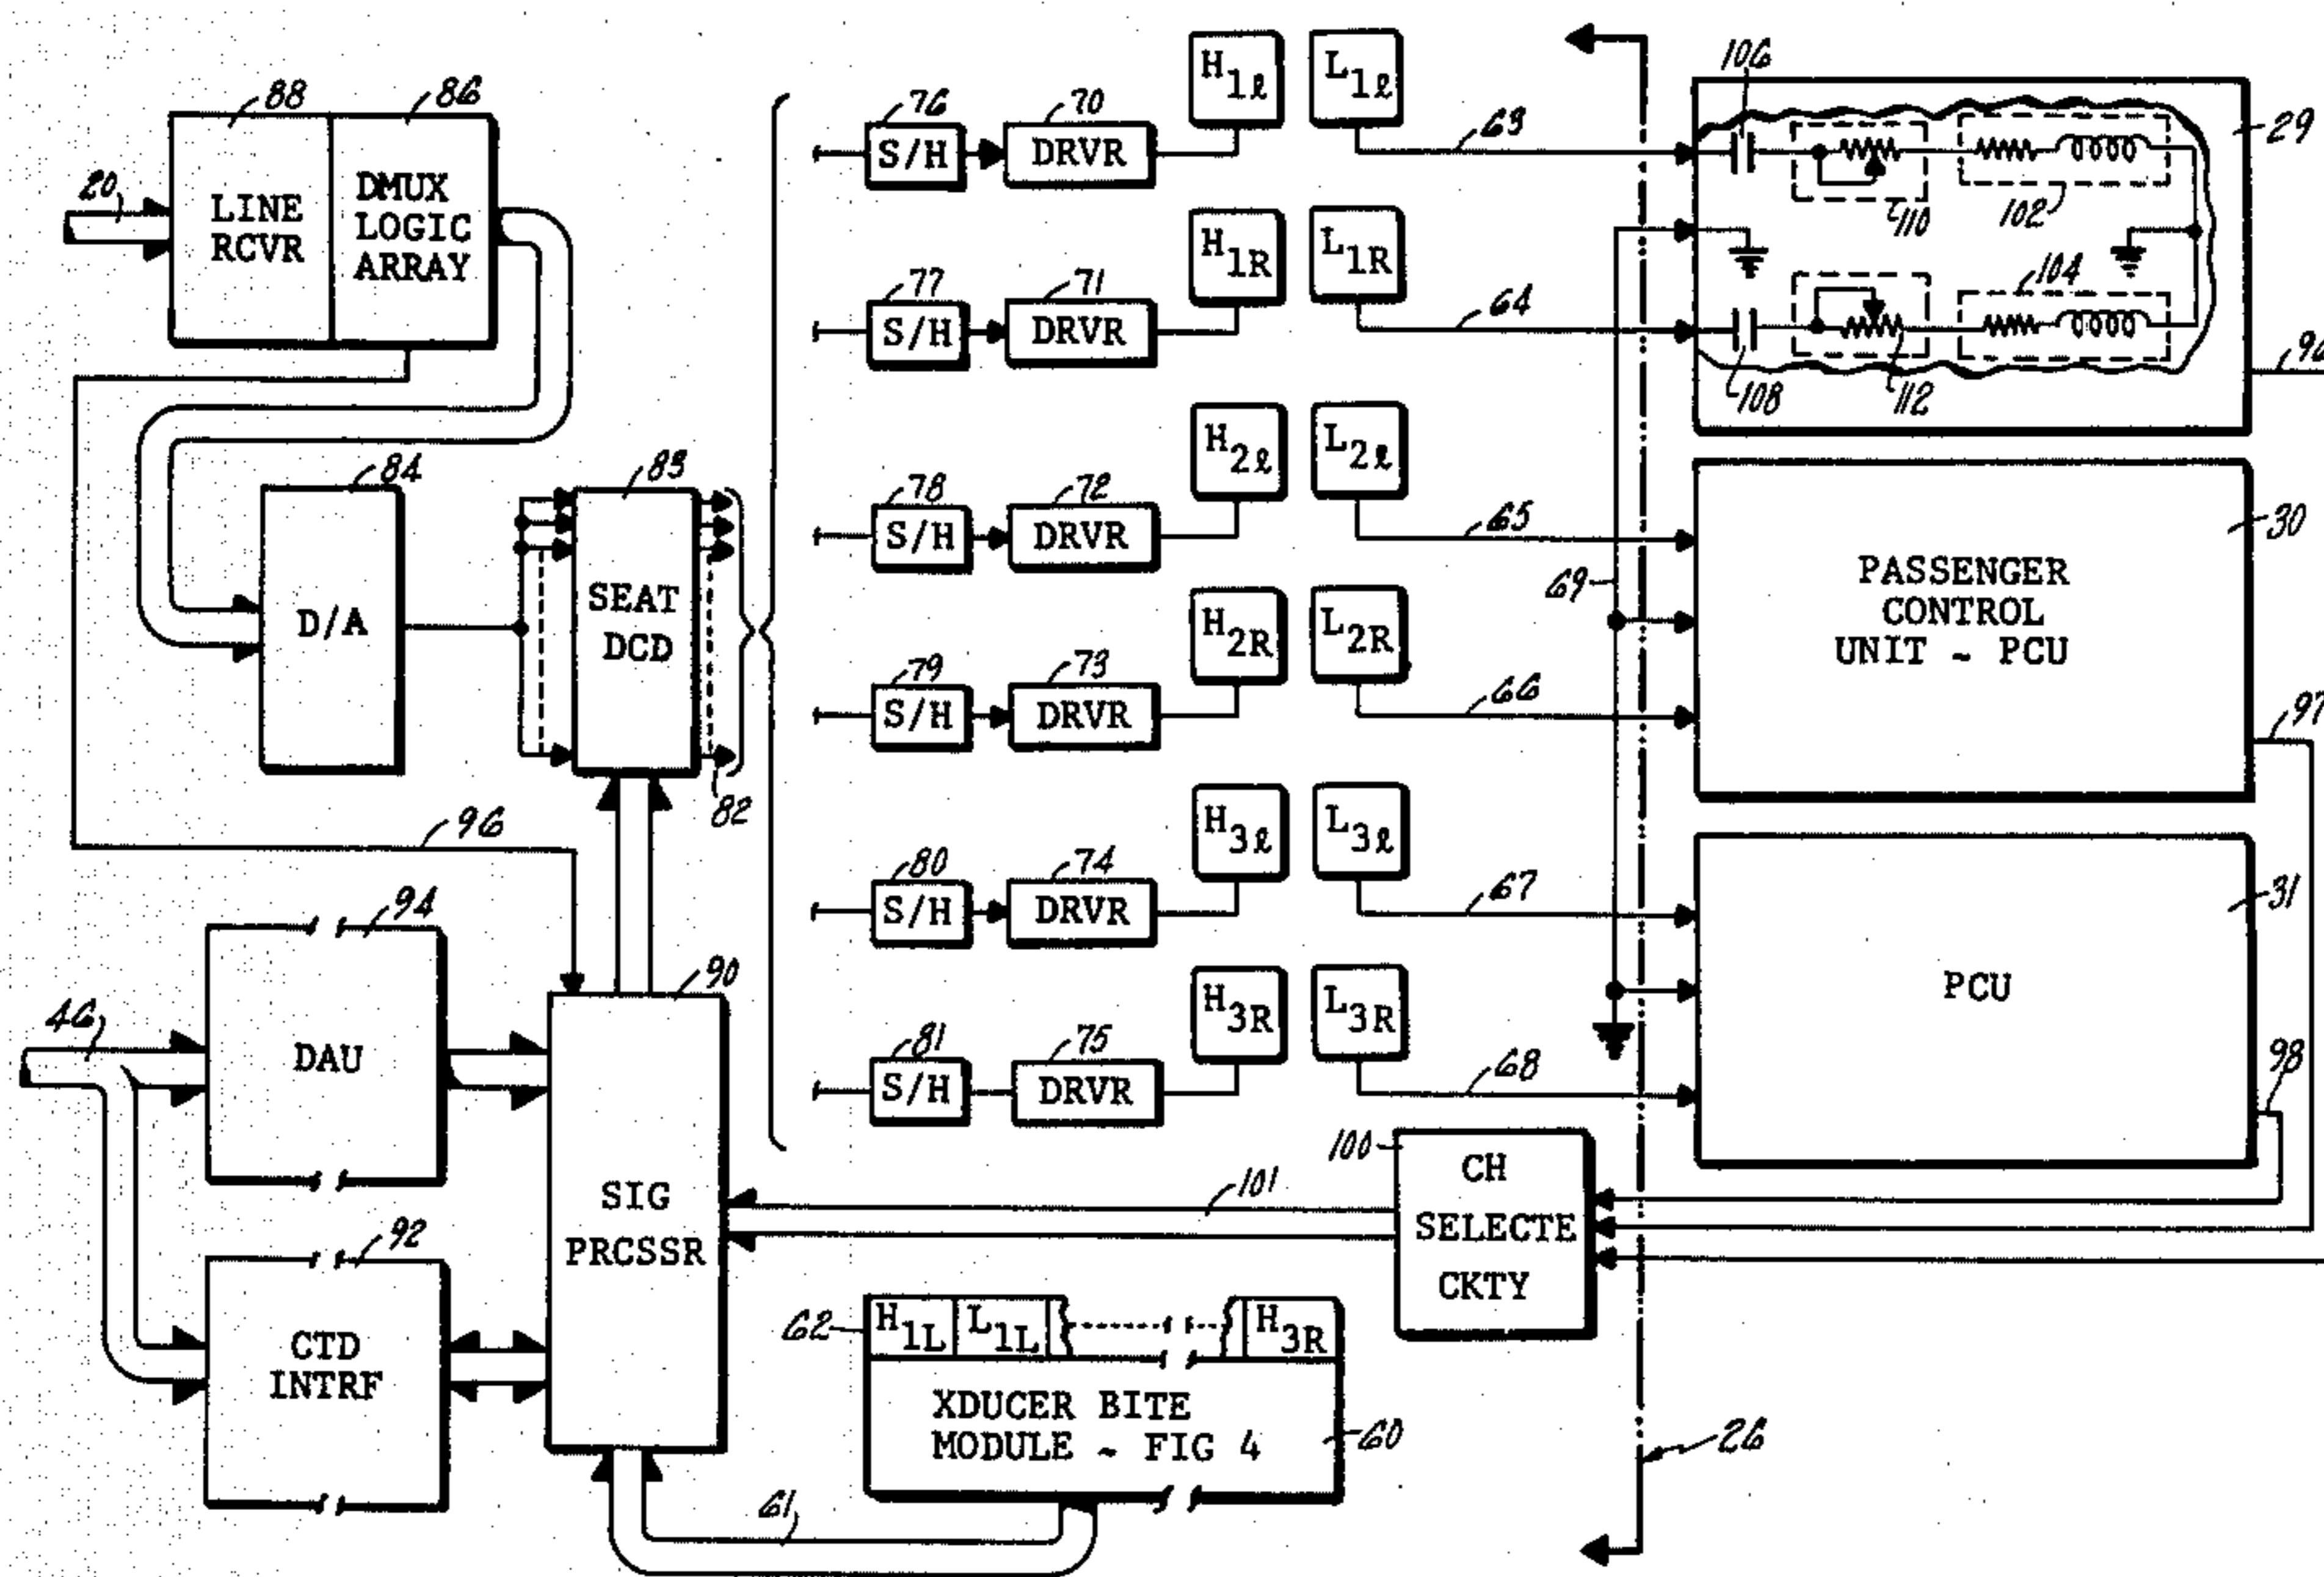 88
86
20
LINE
RCVR
DMUX
LOGIC
ARRAY
84
D/A
83
SEAT
DCD
82
96
94
46
DAU
92
CTD
INTRF
90
SIG
PRCSSR
76
S/H
70
DRVR
H1ℓ
L1ℓ
63
77
S/H
71
DRVR
H1R
L1R
64
78
S/H
72
DRVR
H2ℓ
L2ℓ
65
79
S/H
73
DRVR
H2R
L2R
66
80
S/H
74
DRVR
H3ℓ
L3ℓ
67
81
S/H
75
DRVR
H3R
L3R
68
69
106
110
102
104
108
112
29
PASSENGER
CONTROL
UNIT ~ PCU
30
97
PCU
31
98
100
CH
SELECTE
CKTY
101
62
H1L
L1L
H3R
XDUCER BITE
MODULE ~ FIG 4
60
61
26